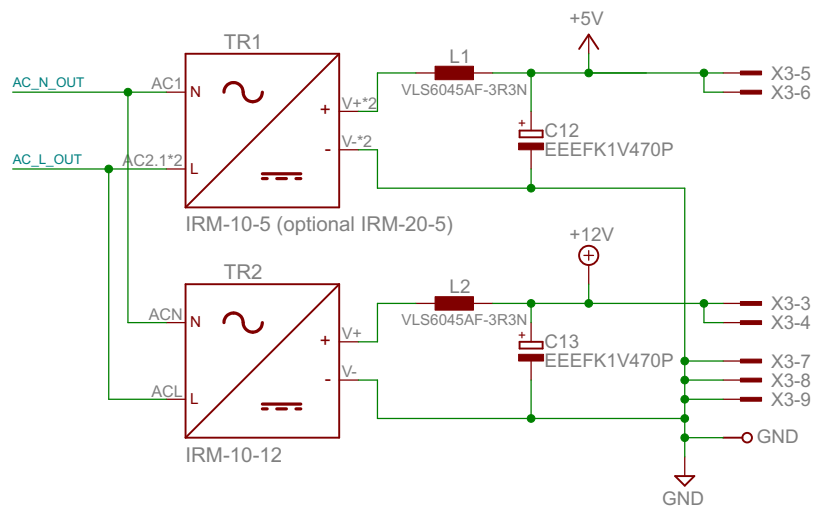 +5V
TR1
L1
X3-5
AC_N_OUT
AC1
N
VLS6045AF-3R3N
X3-6
+
V+*2
+
C12
AC_L_OUT
AC2.1*2
L
-
V-*2
EEEFK1V470P
IRM-10-5 (optional IRM-20-5)
+12V
TR2
L2
X3-3
ACN
N
VLS6045AF-3R3N
X3-4
+
V+
+
C13
EEEFK1V470P
X3-7
-
V-
X3-8
ACL
L
X3-9
GND
IRM-10-12
GND